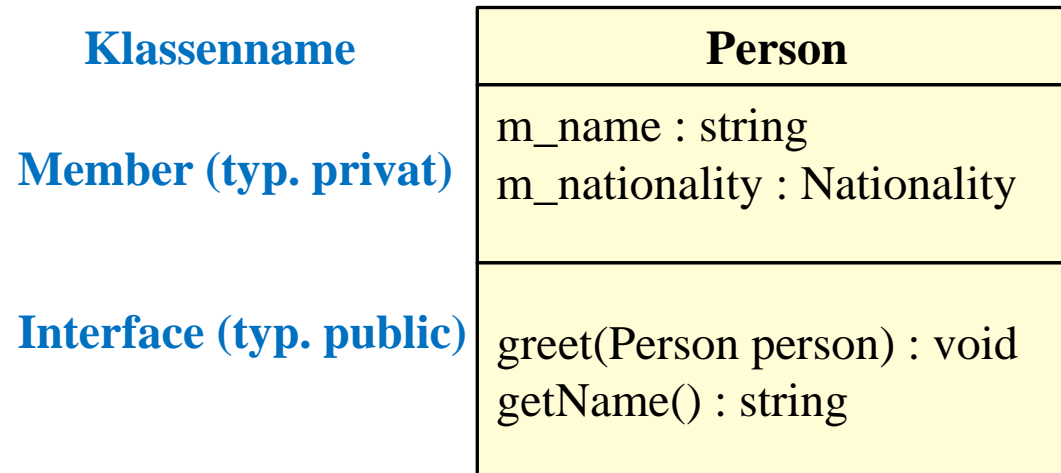 Klassenname
Person
Member (typ. privat)
m_name : string
m_nationality : Nationality
Interface (typ. public)
greet(Person person) : void
getName() : string